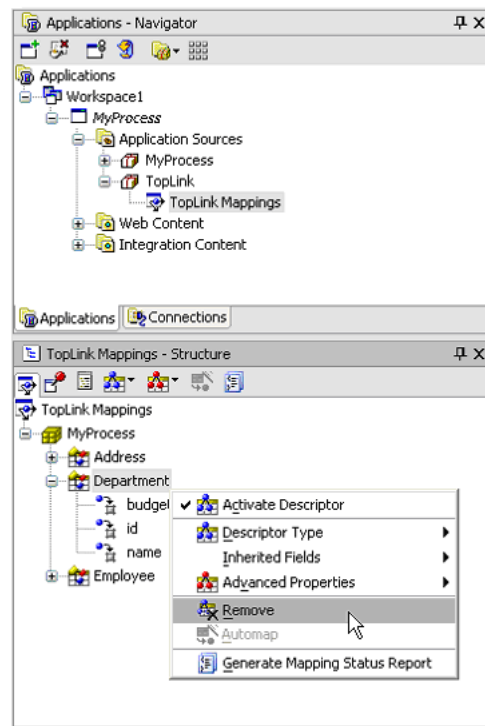 Applications - Navigator
Applications
Workspace1
MyProcess
Application Sources
MyProcess
TopLink
TopLink Mappings
Web Content
Integration Content
Applications Connections
TopLink Mappings - Structure
TopLink Mappings
MyProcess
Address
Department
budget
Activate Descriptor
Descriptor Type
id
Inherited Fields
name
Advanced Properties
Employee
Remove
Automap
Generate Mapping Status Report